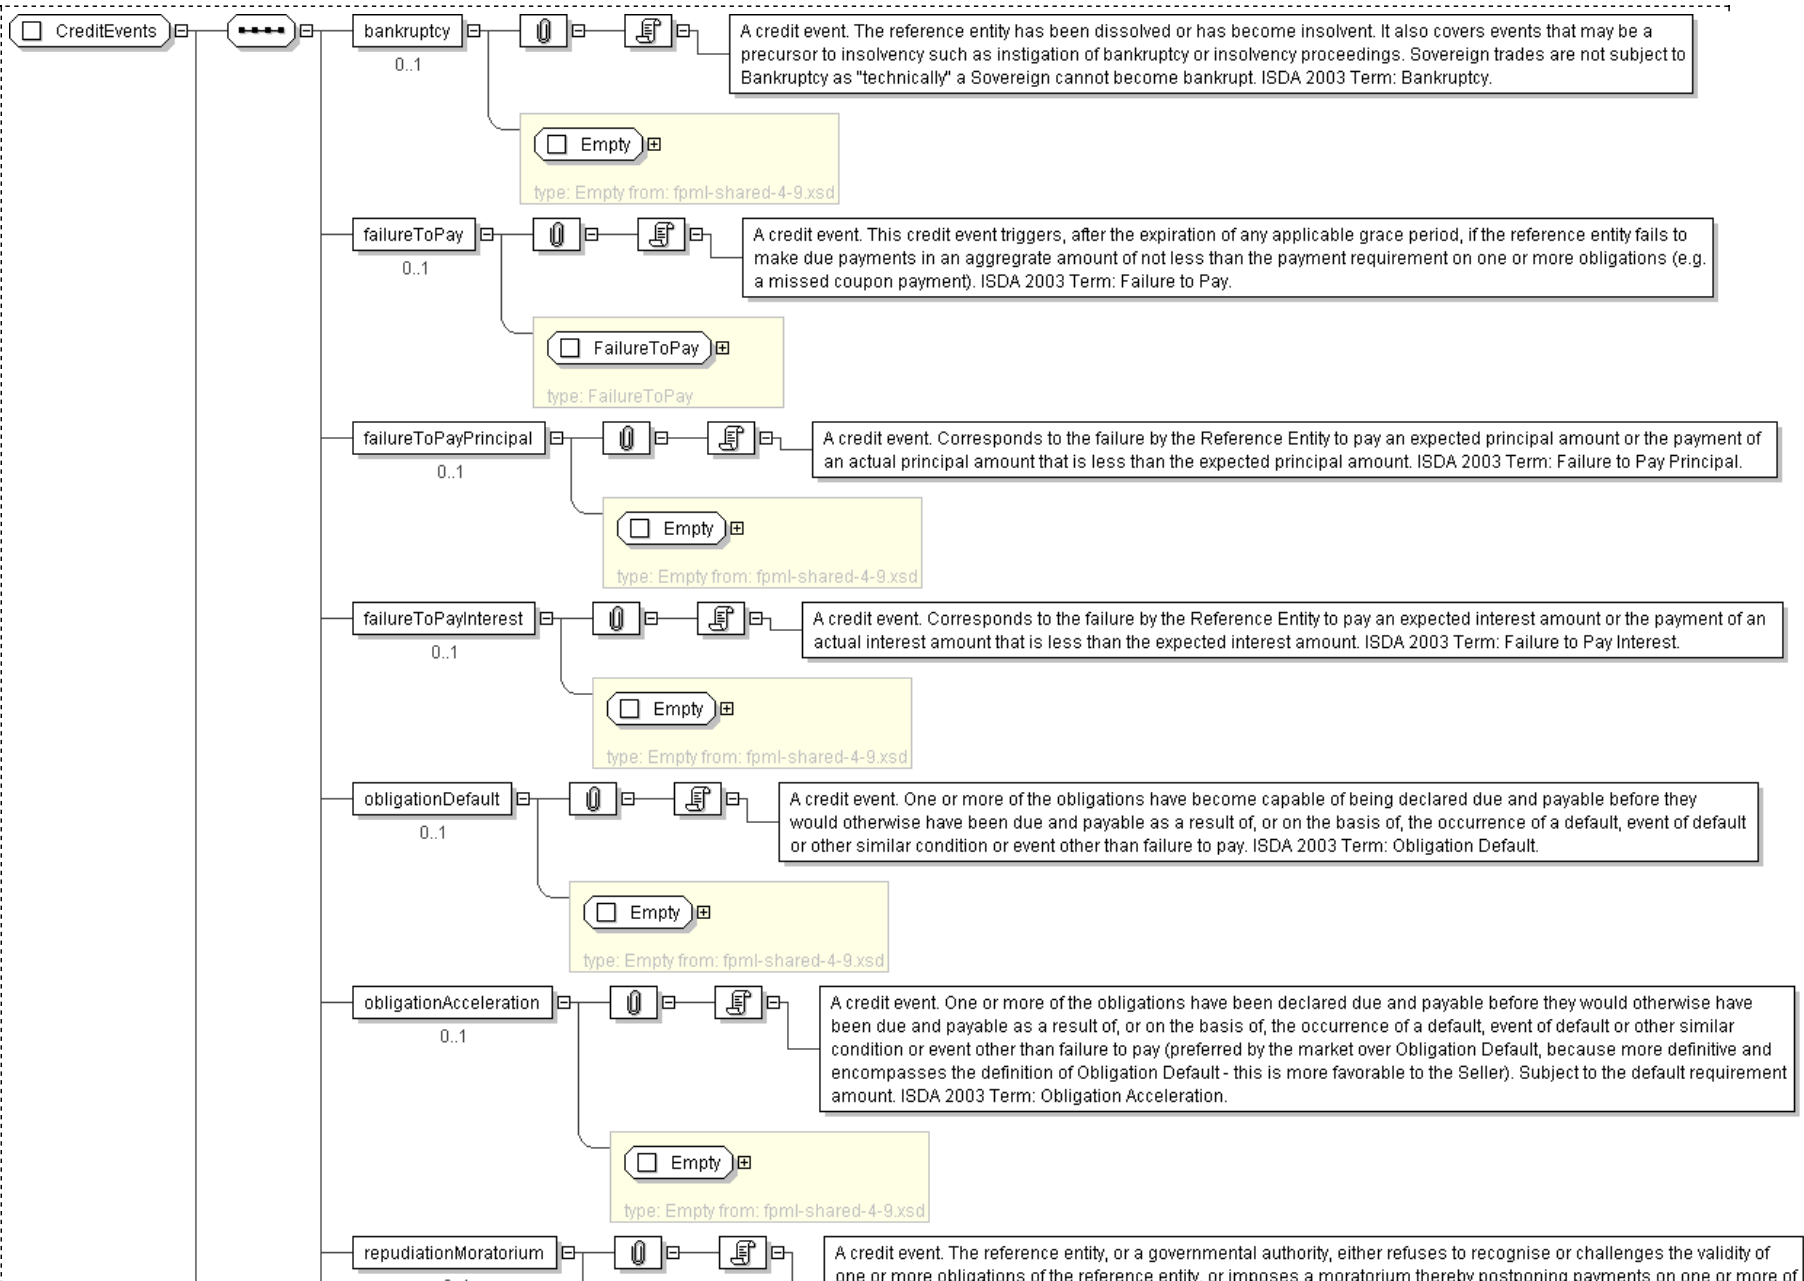 CreditEvents
bankruptcy
0..1
A credit event. The reference entity has been dissolved or has become insolvent. It also covers events that may be a
precursor to insolvency such as instigation of bankruptcy or insolvency proceedings. Sovereign trades are not subject to
Bankruptcy as "technically" a Sovereign cannot become bankrupt. ISDA 2003 Term: Bankruptcy.
Empty
type: Empty from: fpml-shared-4-9.xsd
failureToPay
0..1
A credit event. This credit event triggers, after the expiration of any applicable grace period, if the reference entity fails to
make due payments in an aggregrate amount of not less than the payment requirement on one or more obligations (e.g.
a missed coupon payment). ISDA 2003 Term: Failure to Pay.
FailureToPay
type: FailureToPay
failureToPayPrincipal
0..1
A credit event. Corresponds to the failure by the Reference Entity to pay an expected principal amount or the payment of
an actual principal amount that is less than the expected principal amount. ISDA 2003 Term: Failure to Pay Principal.
Empty
type: Empty from: fpml-shared-4-9.xsd
failureToPayInterest
0..1
A credit event. Corresponds to the failure by the Reference Entity to pay an expected interest amount or the payment of an
actual interest amount that is less than the expected interest amount. ISDA 2003 Term: Failure to Pay Interest.
Empty
type: Empty from: fpml-shared-4-9.xsd
obligationDefault
0..1
A credit event. One or more of the obligations have become capable of being declared due and payable before they
would otherwise have been due and payable as a result of, or on the basis of, the occurrence of a default, event of default
or other similar condition or event other than failure to pay. ISDA 2003 Term: Obligation Default.
Empty
type: Empty from: fpml-shared-4-9.xsd
obligationAcceleration
0..1
A credit event. One or more of the obligations have been declared due and payable before they would otherwise have
been due and payable as a result of, or on the basis of, the occurrence of a default, event of default or other similar
condition or event other than failure to pay (preferred by the market over Obligation Default, because more definitive and
encompasses the definition of Obligation Default - this is more favorable to the Seller). Subject to the default requirement
amount. ISDA 2003 Term: Obligation Acceleration.
Empty
type: Empty from: fpml-shared-4-9.xsd
repudiationMoratorium
A credit event. The reference entity, or a governmental authority, either refuses to recognise or challenges the validity of
one or more obligations of the reference entity, or imposes a moratorium thereby postponing payments on one or more of